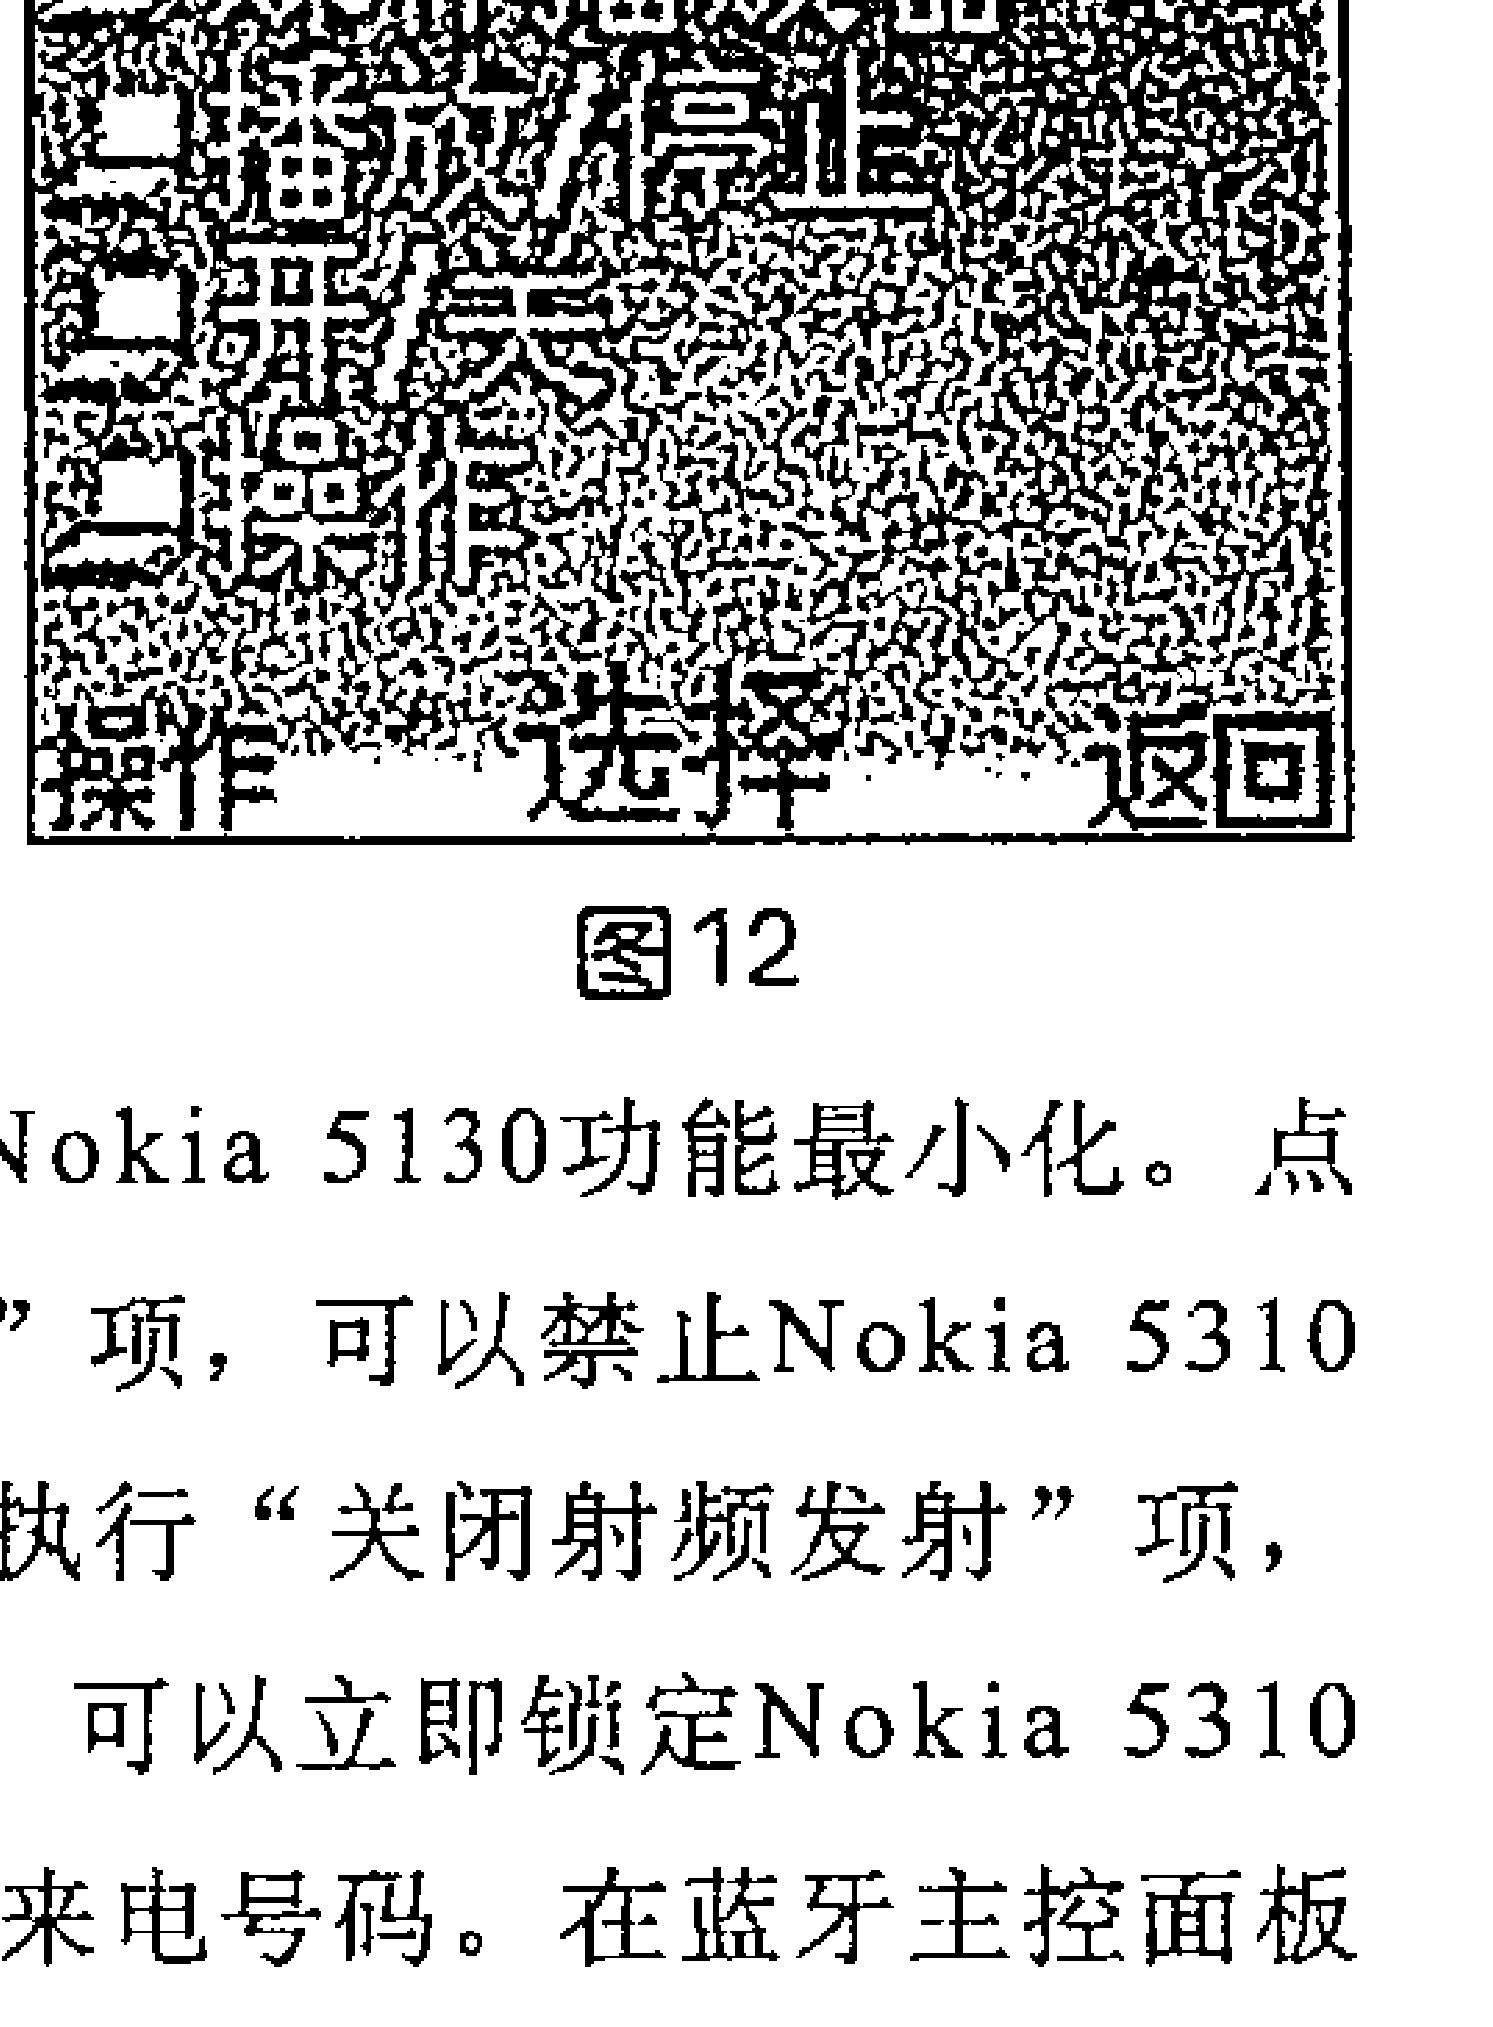 播放/停止
开/关
操作
操作 选择 返回
图12
Nokia 5130功能最小化。点
”项，可以禁止Nokia 5310
执行“关闭射频发射”项，
可以立即锁定Nokia 5310
来电号码。在蓝牙主控面板